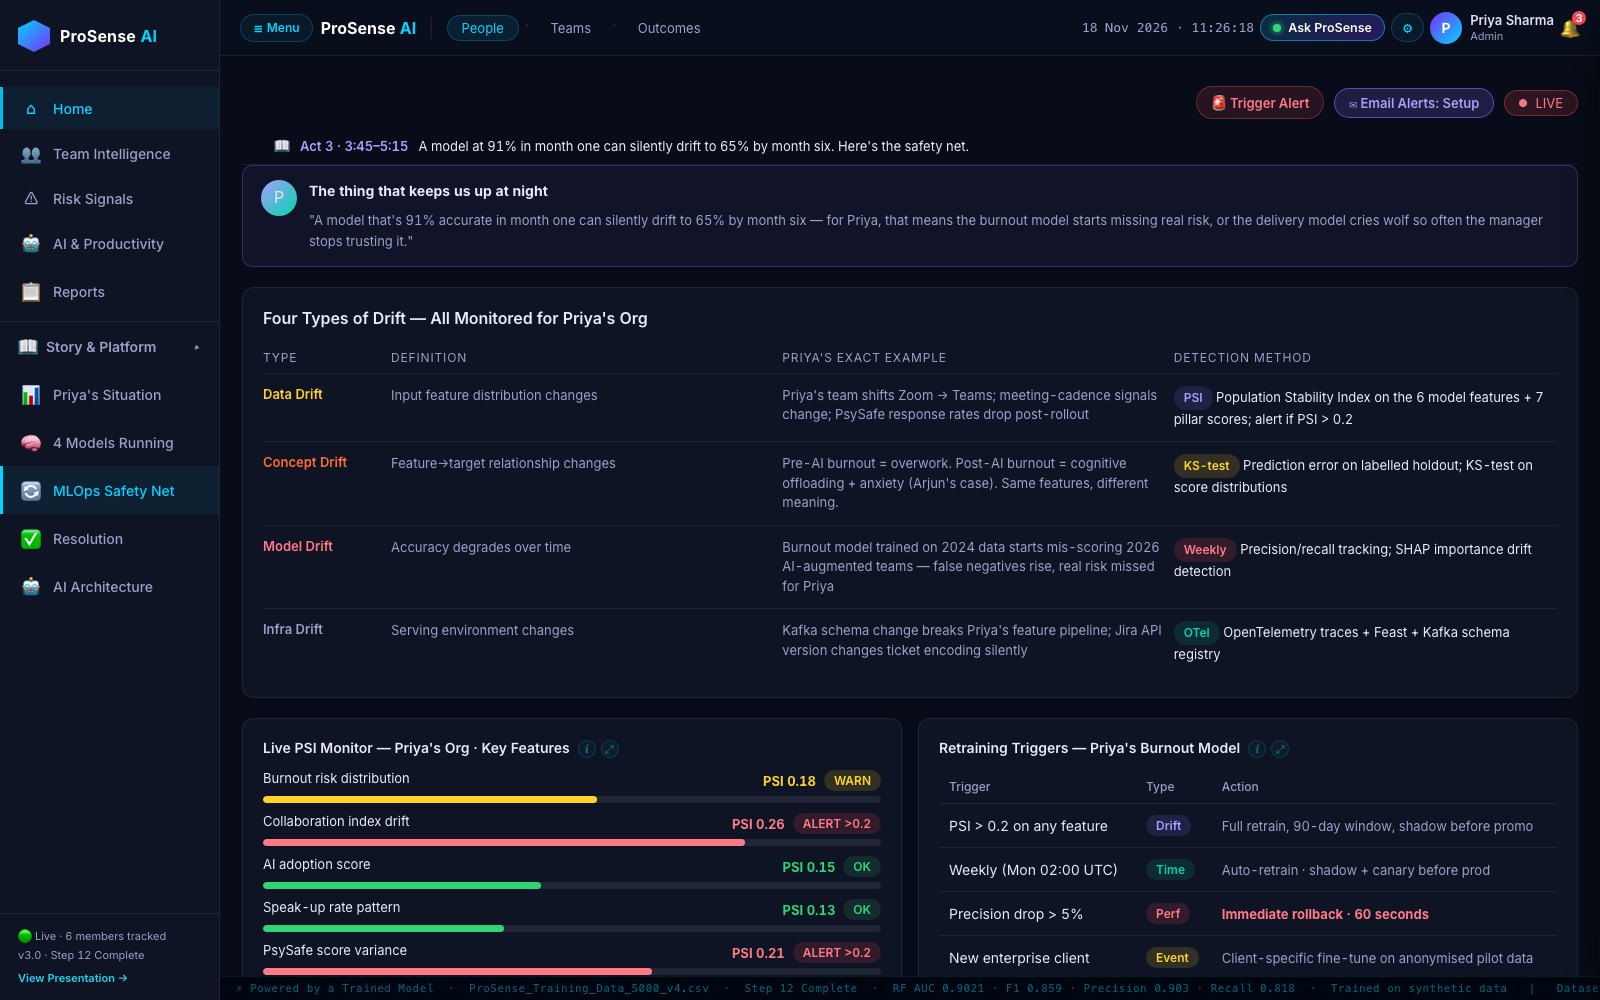 ProSense AI
Home
Team Intelligence
Risk Signals
AI & Productivity
Reports
Story & Platform
Priya's Situation
4 Models Running
MLOps Safety Net
Resolution
AI Architecture
Live · 6 members tracked
v3.0 · Step 12 Complete
View Presentation →
≡ Menu
ProSense AI
People
Teams
Outcomes
18 Nov 2026 · 11:26:18
Ask ProSense
P
Priya Sharma
Admin
3
Trigger Alert
Email Alerts: Setup
LIVE
Act 3 · 3:45–5:15 A model at 91% in month one can silently drift to 65% by month six. Here's the safety net.
P
The thing that keeps us up at night
"A model that's 91% accurate in month one can silently drift to 65% by month six — for Priya, that means the burnout model starts missing real risk, or the delivery model cries wolf so often the manager
stops trusting it."
Four Types of Drift — All Monitored for Priya's Org
TYPE DEFINITION PRIYA'S EXACT EXAMPLE DETECTION METHOD
Data Drift
Input feature distribution changes
Priya's team shifts Zoom → Teams; meeting-cadence signals
change; PsySafe response rates drop post-rollout
PSI Population Stability Index on the 6 model features + 7
pillar scores; alert if PSI > 0.2
Concept Drift
Feature→target relationship changes
Pre-AI burnout = overwork. Post-AI burnout = cognitive
offloading + anxiety (Arjun's case). Same features, different
meaning.
KS-test Prediction error on labelled holdout; KS-test on
score distributions
Model Drift
Accuracy degrades over time
Burnout model trained on 2024 data starts mis-scoring 2026
AI-augmented teams — false negatives rise, real risk missed
for Priya
Weekly Precision/recall tracking; SHAP importance drift
detection
Infra Drift
Serving environment changes
Kafka schema change breaks Priya's feature pipeline; Jira API
version changes ticket encoding silently
OTel OpenTelemetry traces + Feast + Kafka schema
registry
Live PSI Monitor — Priya's Org · Key Features i
Burnout risk distribution PSI 0.18 WARN
Collaboration index drift PSI 0.26 ALERT >0.2
AI adoption score PSI 0.15 OK
Speak-up rate pattern PSI 0.13 OK
PsySafe score variance PSI 0.21 ALERT >0.2
Retraining Triggers — Priya's Burnout Model i
Trigger Type Action
PSI > 0.2 on any feature Drift Full retrain, 90-day window, shadow before promo
Weekly (Mon 02:00 UTC) Time Auto-retrain · shadow + canary before prod
Precision drop > 5% Perf Immediate rollback · 60 seconds
New enterprise client Event Client-specific fine-tune on anonymised pilot data
⚡ Powered by a Trained Model · ProSense_Training_Data_5000_v4.csv · Step 12 Complete · RF AUC 0.9021 · F1 0.859 · Precision 0.903 · Recall 0.818 · Trained on synthetic data | Datase